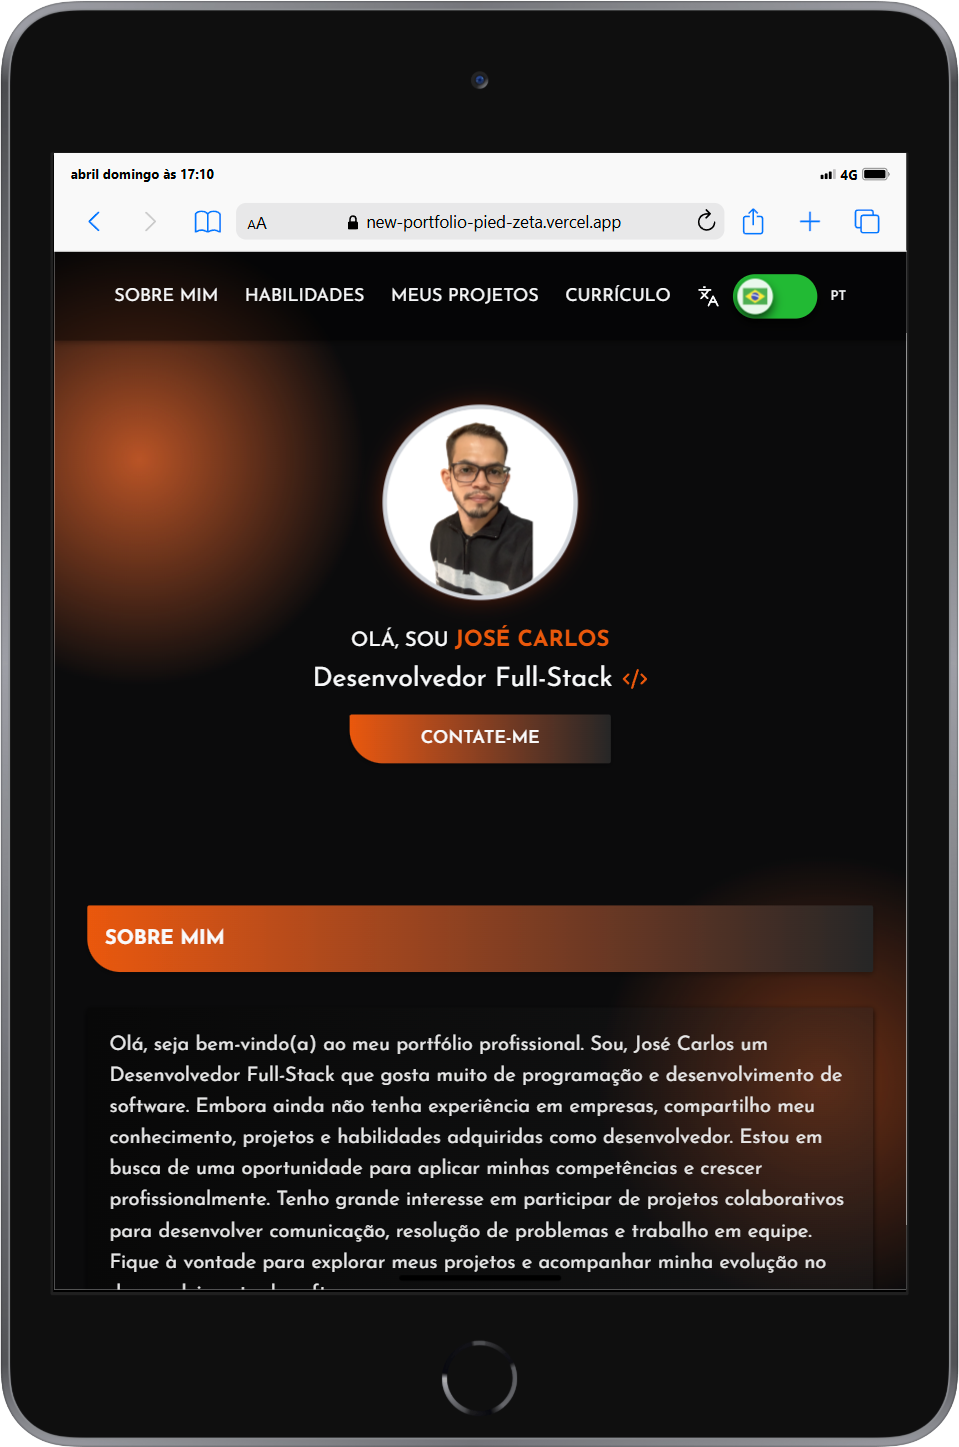 abril domingo às 17:10
4G
AA
new-portfolio-pied-zeta.vercel.app
SOBRE MIM HABILIDADES MEUS PROJETOS CURRÍCULO PT
OLÁ, SOU JOSÉ CARLOS
Desenvolvedor Full-Stack </>
CONTATE-ME
SOBRE MIM
Olá, seja bem-vindo(a) ao meu portfólio profissional. Sou, José Carlos um
Desenvolvedor Full-Stack que gosta muito de programação e desenvolvimento de
software. Embora ainda não tenha experiência em empresas, compartilho meu
conhecimento, projetos e habilidades adquiridas como desenvolvedor. Estou em
busca de uma oportunidade para aplicar minhas competências e crescer
profissionalmente. Tenho grande interesse em participar de projetos colaborativos
para desenvolver comunicação, resolução de problemas e trabalho em equipe.
Fique à vontade para explorar meus projetos e acompanhar minha evolução no